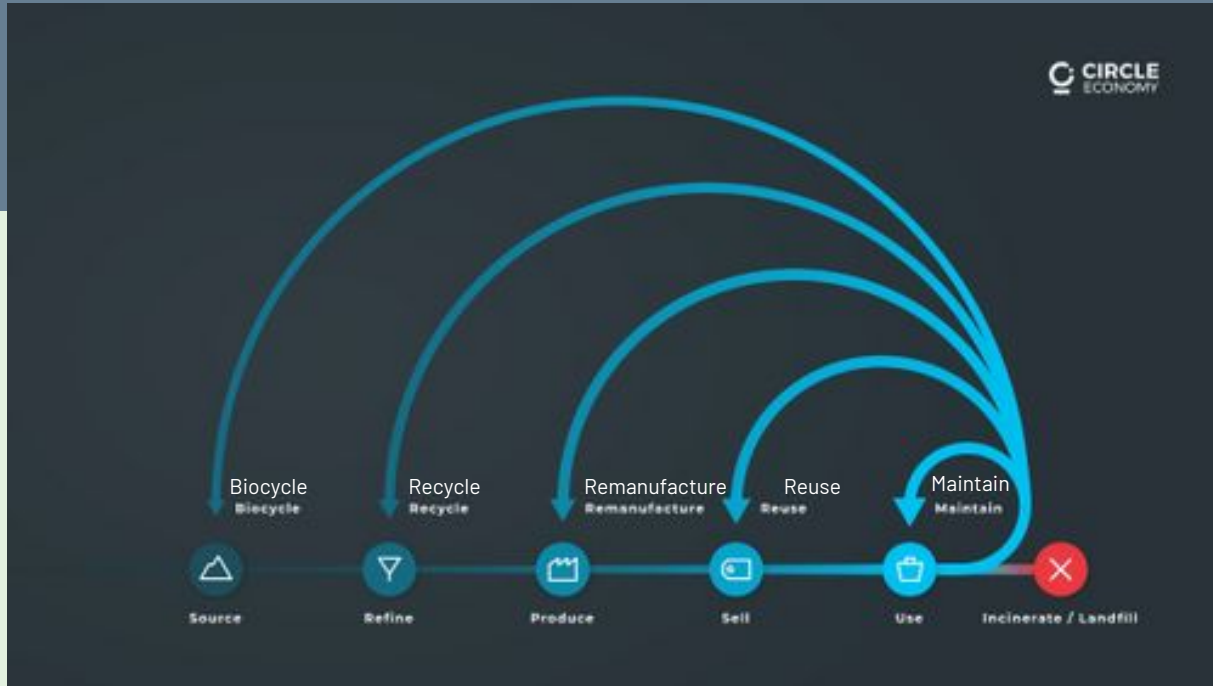 CIRCLE
ECONOMY
Biocycle Recycle Remanufacture Reuse Maintain
Biocycle Recycle Remanufacture Reuse Maintain
Source Refine Produce Sell Use Incinerate / Landfill